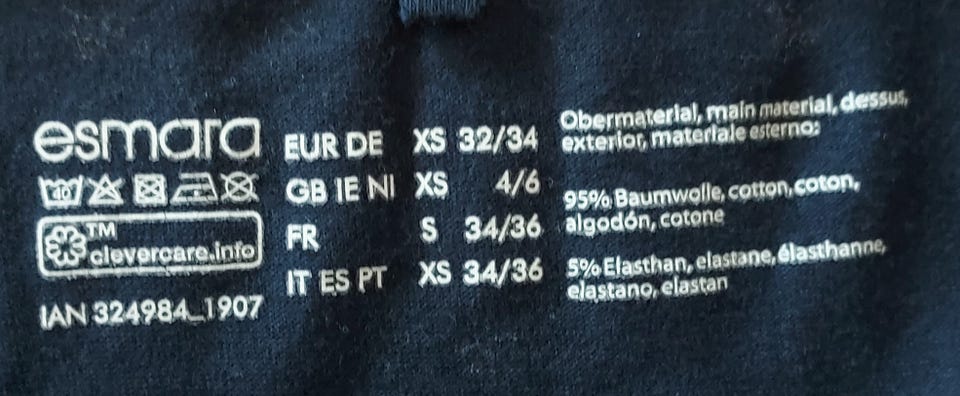 esmara
40
TM
clevercare.info
IAN 324984_1907
EUR DE XS 32/34
GB IE NI XS 4/6
FR S 34/36
IT ES PT XS 34/36
Obermaterial, main material, dessus,
exterior, materiale esterno:
95% Baumwolle, cotton, coton,
algodón, cotone
5% Elasthan, elastane, élasthanne,
elastano, elastan